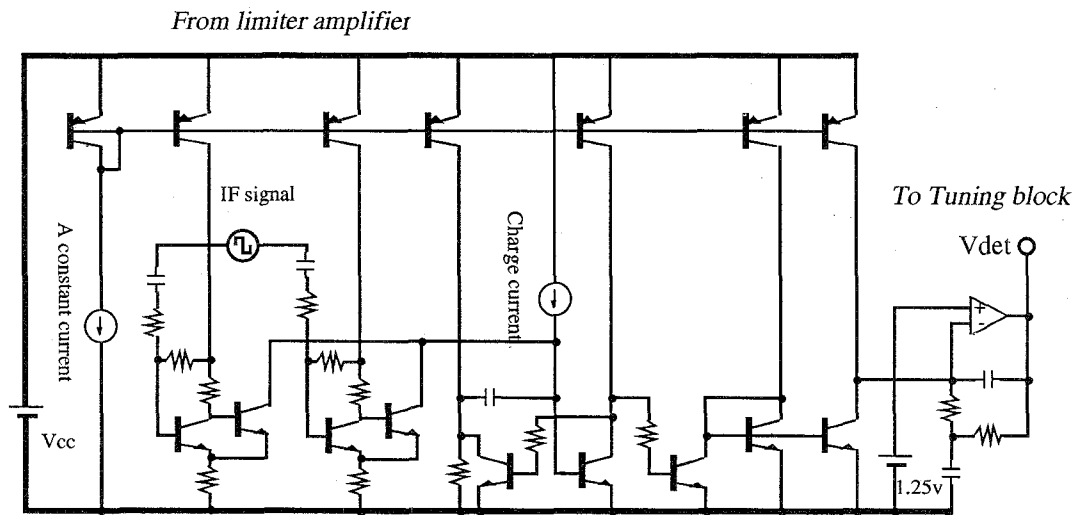 From limiter amplifier
IF signal
A constant current
Charge current
To Tuning block
Vdet
+
-
Vcc
1.25v